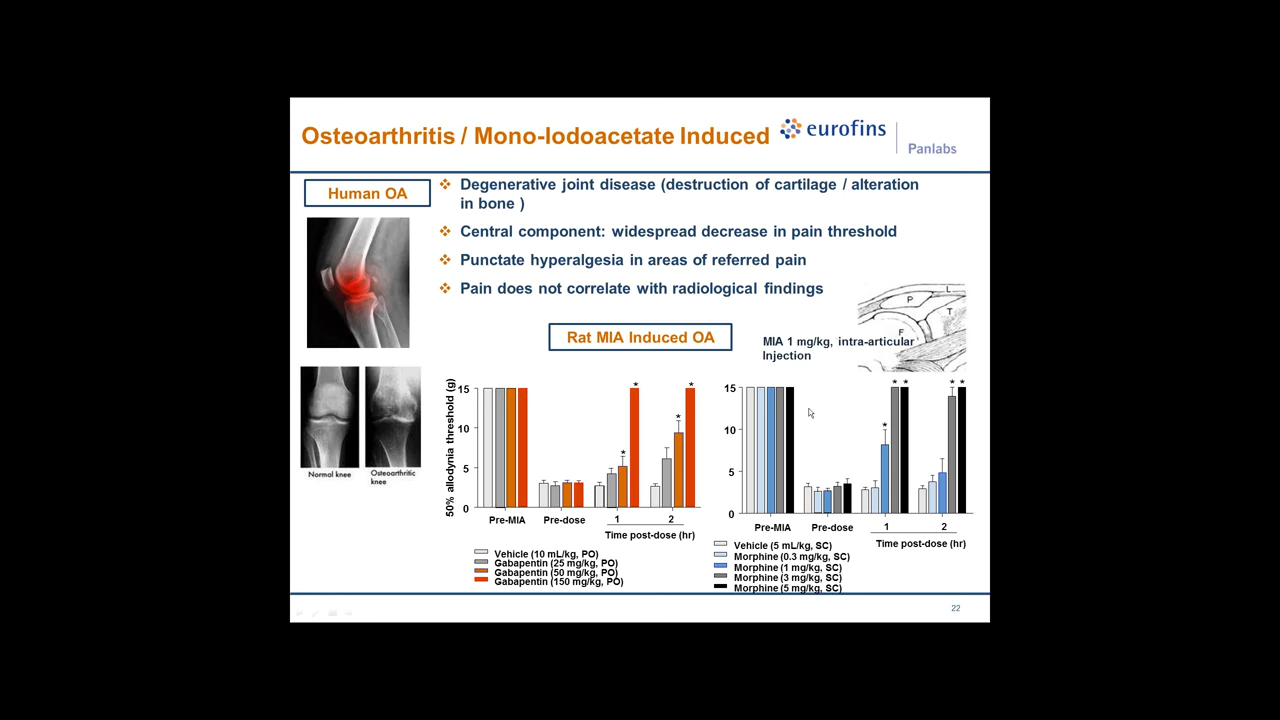 Osteoarthritis / Mono-Iodoacetate Induced
eurofins
Panlabs
Human OA
❖ Degenerative joint disease (destruction of cartilage / alteration
in bone )
❖ Central component: widespread decrease in pain threshold
❖ Punctate hyperalgesia in areas of referred pain
❖ Pain does not correlate with radiological findings
L
P
T
F
Rat MIA Induced OA
MIA 1 mg/kg, intra-articular
Injection
Normal knee
Osteoarthritic
knee
50% allodynia threshold (g)
15
10
5
0
* * * *
Pre-MIA Pre-dose 1 2
Time post-dose (hr)
Vehicle (10 mL/kg, PO)
Gabapentin (25 mg/kg, PO)
Gabapentin (50 mg/kg, PO)
Gabapentin (150 mg/kg, PO)
15
10
5
0
* * * * *
Pre-MIA Pre-dose 1 2
Time post-dose (hr)
Vehicle (5 mL/kg, SC)
Morphine (0.3 mg/kg, SC)
Morphine (1 mg/kg, SC)
Morphine (3 mg/kg, SC)
Morphine (5 mg/kg, SC)
22